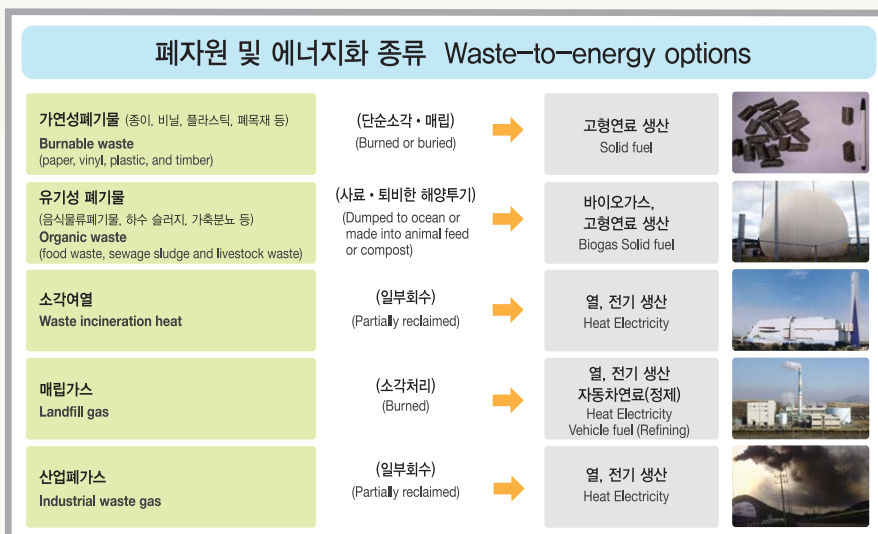 폐자원 및 에너지화 종류 Waste-to-energy options
가연성폐기물 (종이, 비닐, 플라스틱, 폐목재 등)
Burnable waste
(paper, vinyl, plastic, and timber)
(단순소각・매립)
(Burned or buried)
고형연료 생산
Solid fuel
유기성 폐기물
(음식물류폐기물, 하수 슬러지, 가축분뇨 등)
Organic waste
(food waste, sewage sludge and livestock waste)
(사료・퇴비한 해양투기)
(Dumped to ocean or
made into animal feed
or compost)
바이오가스,
고형연료 생산
Biogas Solid fuel
소각여열
Waste incineration heat
(일부회수)
(Partially reclaimed)
열, 전기 생산
Heat Electricity
매립가스
Landfill gas
(소각처리)
(Burned)
열, 전기 생산
자동차연료(정제)
Heat Electricity
Vehicle fuel (Refining)
산업폐가스
Industrial waste gas
(일부회수)
(Partially reclaimed)
열, 전기 생산
Heat Electricity